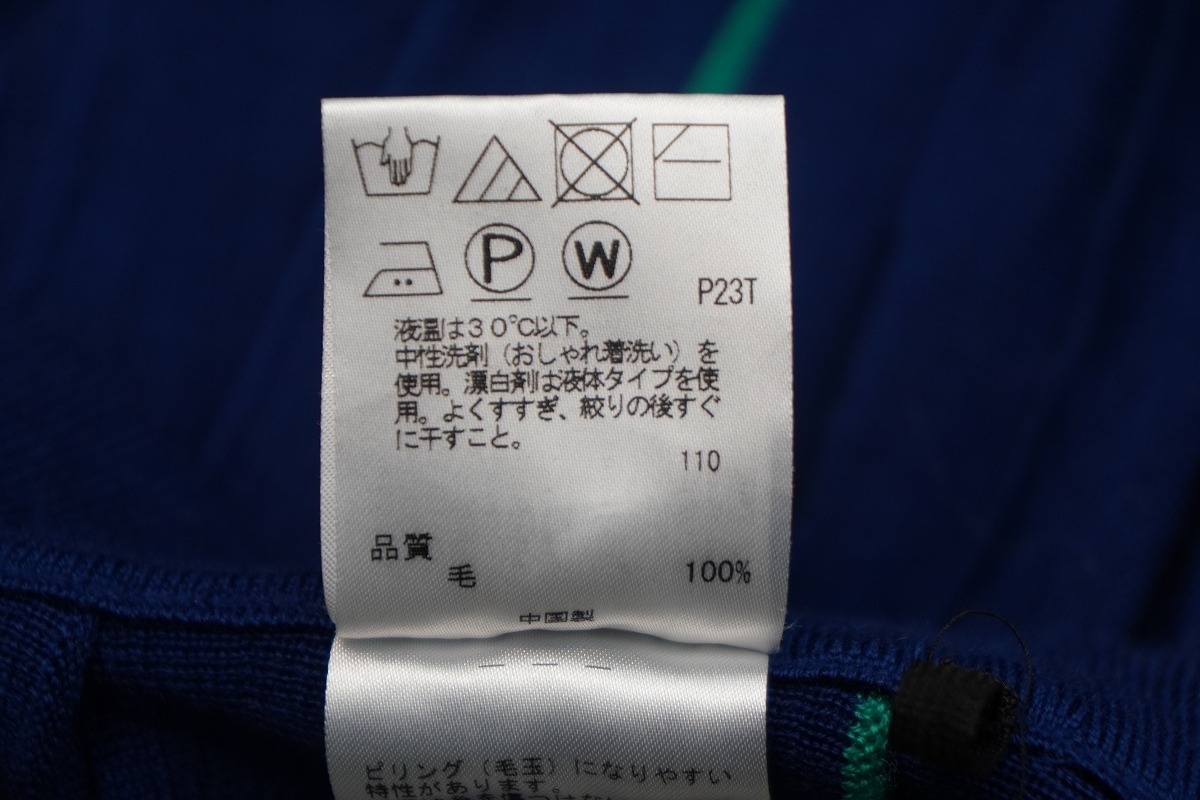 P W
P23T
液温は30℃以下。
中性洗剤（おしゃれ着洗い）を
使用。漂白剤は液体タイプを使
用。よくすすぎ、絞りの後すぐ
に干すこと。
110
品質
毛 100%
中国製
ピリング（毛玉）になりやすい
特性があります。